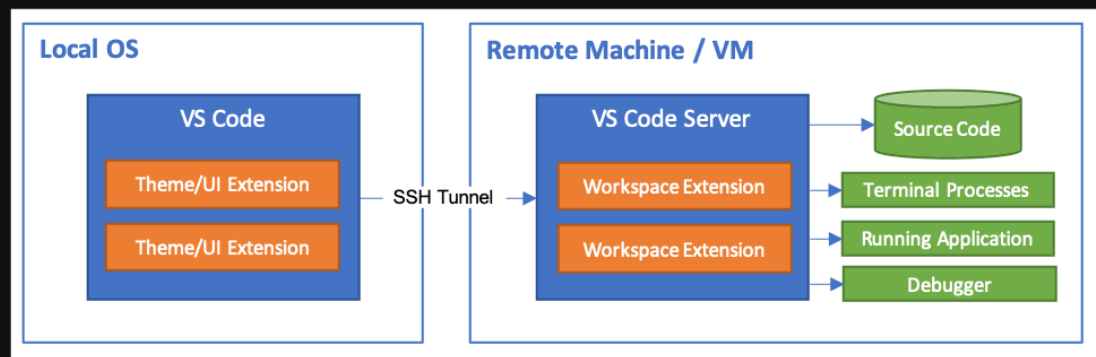 Local OS
VS Code
Theme/UI Extension
Theme/UI Extension
SSH Tunnel
Remote Machine / VM
VS Code Server
Workspace Extension
Workspace Extension
Source Code
Terminal Processes
Running Application
Debugger